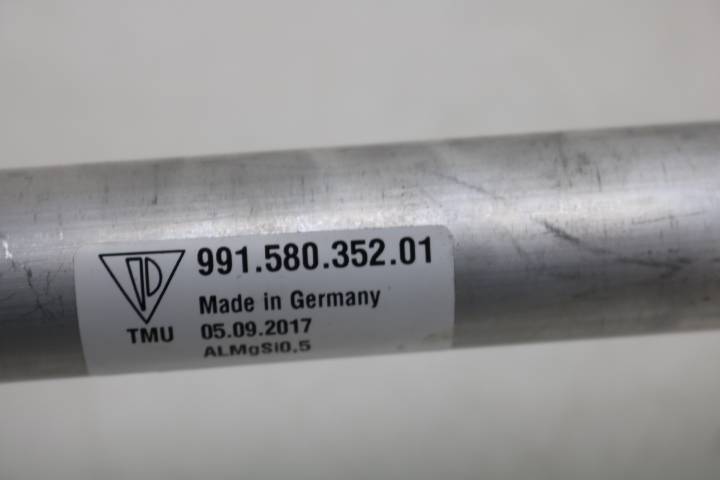 991.580.352.01
Made in Germany
TMU 05.09.2017
ALMgSi0,5